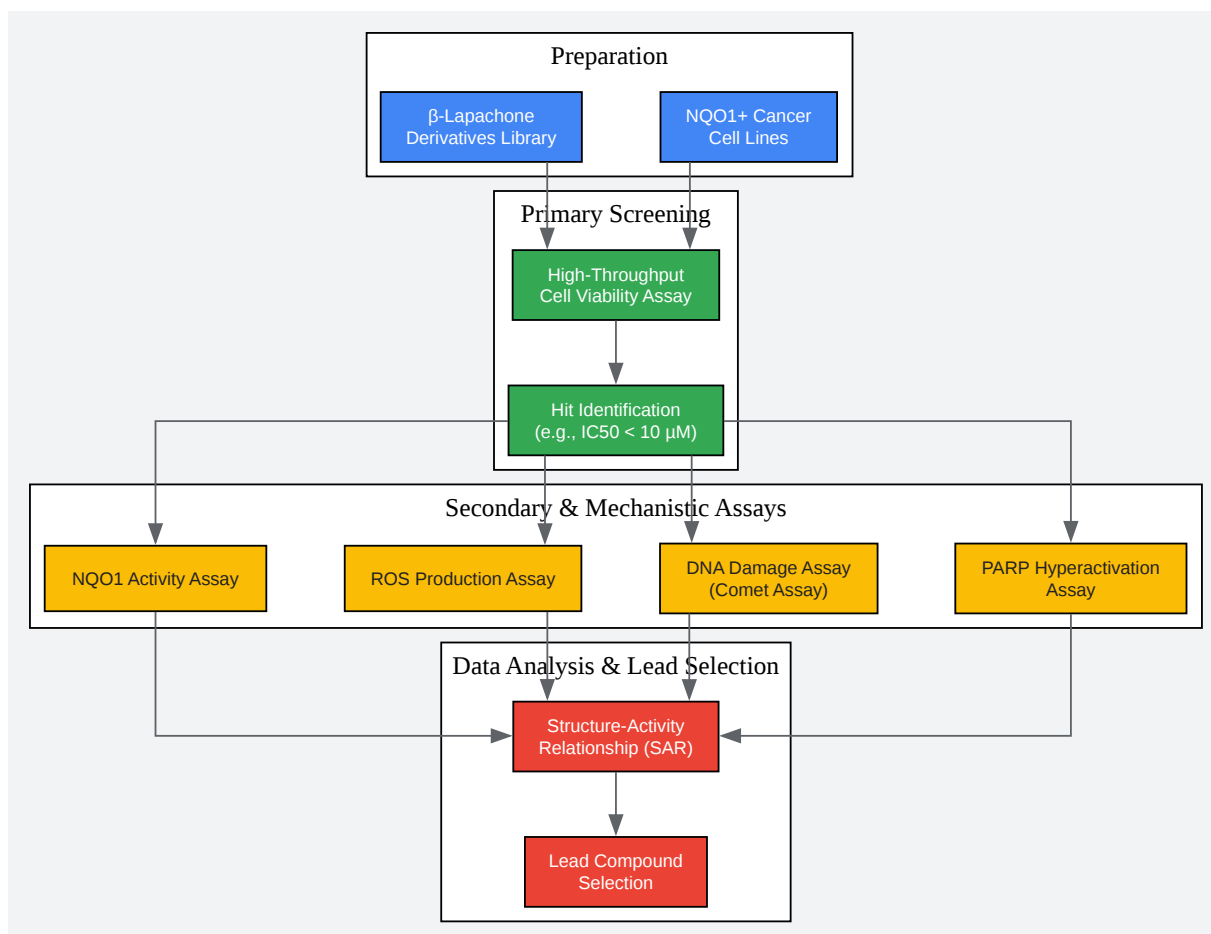 Preparation
β-Lapachone
Derivatives Library
NQO1+ Cancer
Cell Lines
Primary Screening
High-Throughput
Cell Viability Assay
Hit Identification
(e.g., IC50 < 10 µM)
Secondary & Mechanistic Assays
NQO1 Activity Assay
ROS Production Assay
DNA Damage Assay
(Comet Assay)
PARP Hyperactivation
Assay
Data Analysis & Lead Selection
Structure-Activity
Relationship (SAR)
Lead Compound
Selection